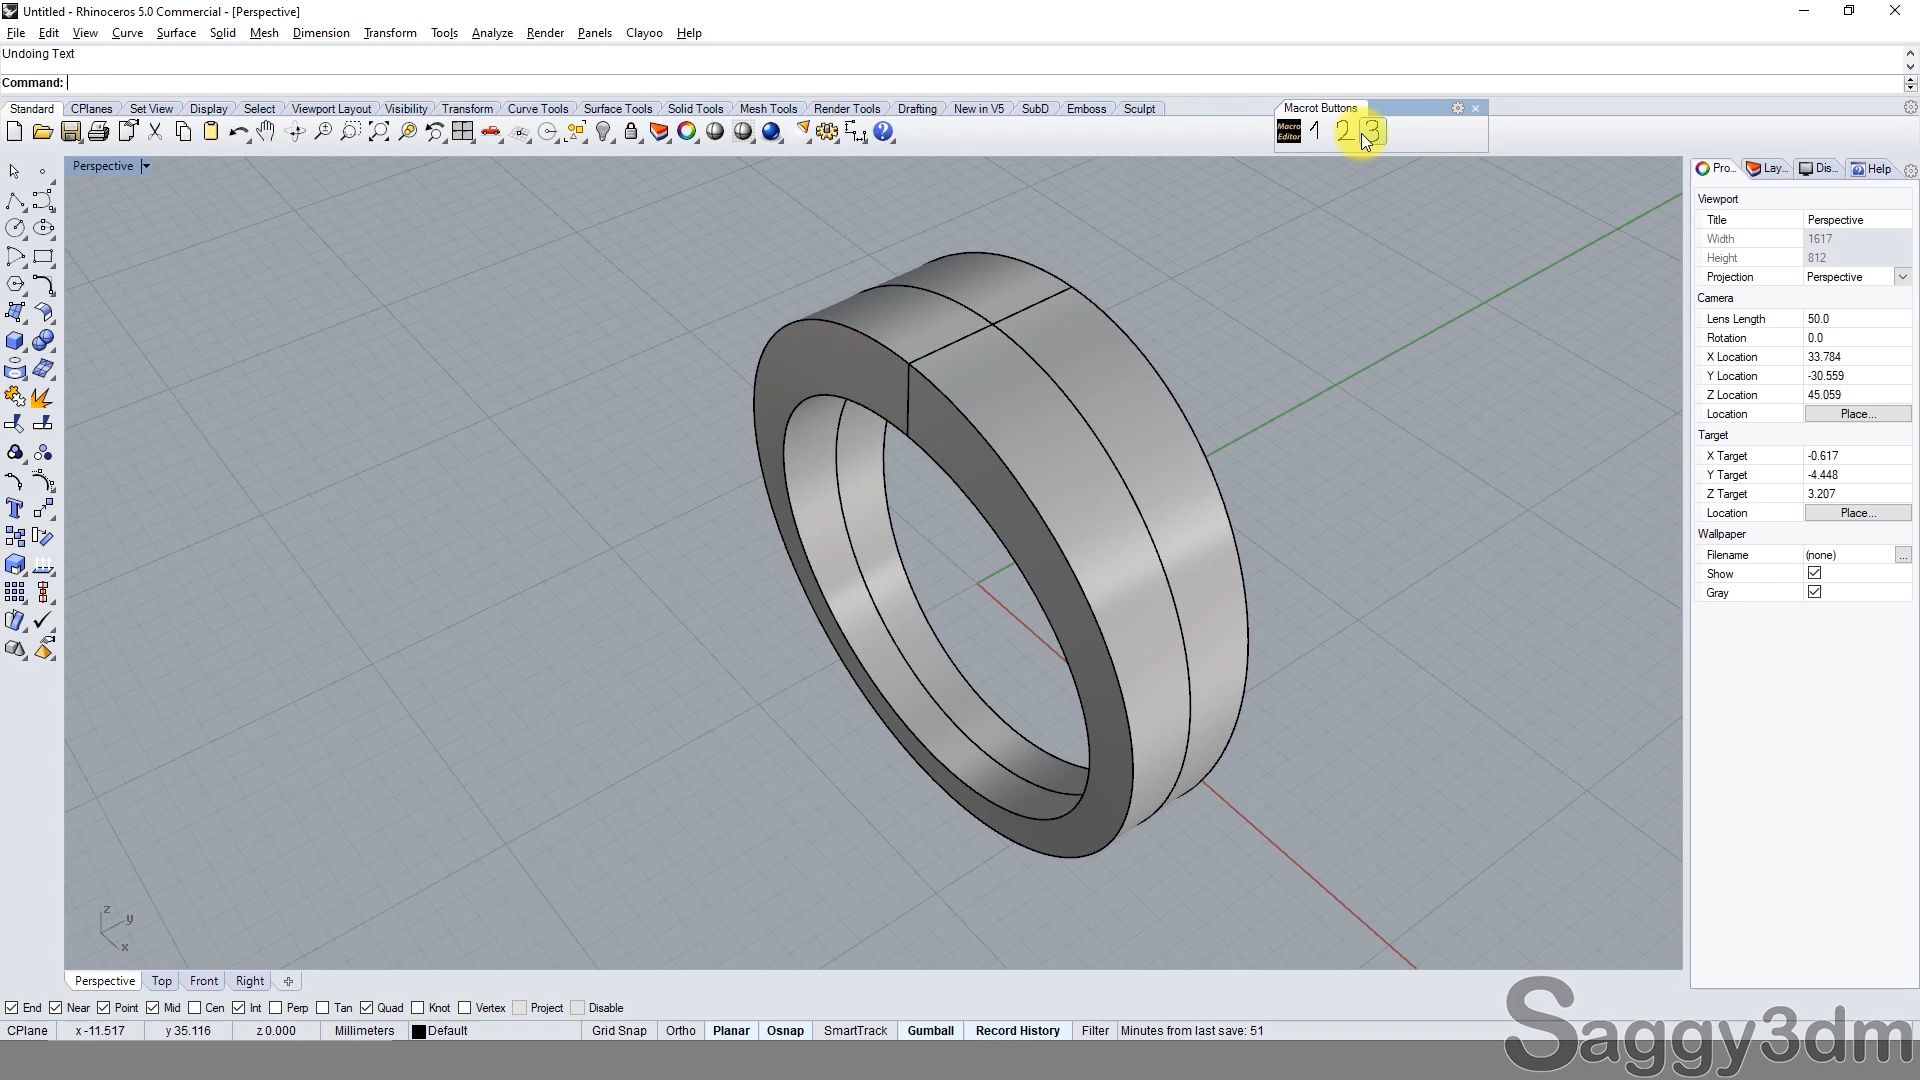 Untitled - Rhinoceros 5.0 Commercial - [Perspective]
File Edit View Curve Surface Solid Mesh Dimension Transform Tools Analyze Render Panels Clayoo Help
Undoing Text
Command:
Standard CPlanes Set View Display Select Viewport Layout Visibility Transform Curve Tools Surface Tools Solid Tools Mesh Tools Render Tools Drafting New in V5 SubD Emboss Sculpt
Macrot Buttons
Macro Editor 1 2 3
Perspective
Pro... Lay... Dis... Help
Viewport
Title Perspective
Width 1617
Height 812
Projection Perspective
Camera
Lens Length 50.0
Rotation 0.0
X Location 33.784
Y Location -30.559
Z Location 45.059
Location Place...
Target
X Target -0.617
Y Target -4.448
Z Target 3.207
Location Place...
Wallpaper
Filename (none) ...
Show
Gray
z
y
x
Perspective Top Front Right
End Near Point Mid Cen Int Perp Tan Quad Knot Vertex Project Disable
CPlane x -11.517 y 35.116 z 0.000 Millimeters Default Grid Snap Ortho Planar Osnap SmartTrack Gumball Record History Filter Minutes from last save: 51
Saggy3dm